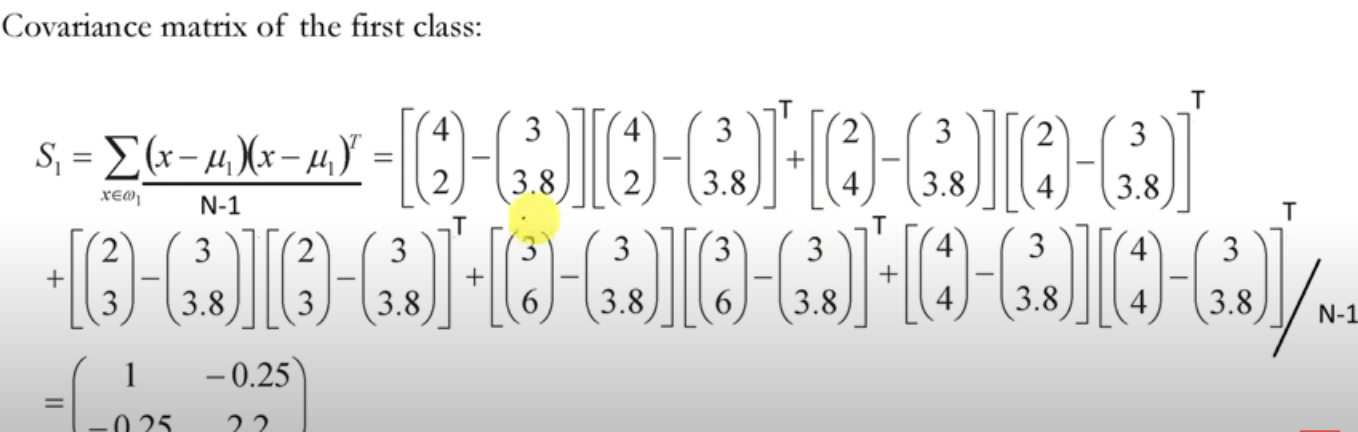 Covariance matrix of the first class:
S₁ = ∑_{x∈ω₁} (x − μ₁)(x − μ₁)ᵀ / N-1 = [(4 2) − (3 3.8)][(4 2) − (3 3.8)]ᵀ + [(2 4) − (3 3.8)][(2 4) − (3 3.8)]ᵀ
+ [(2 3) − (3 3.8)][(2 3) − (3 3.8)]ᵀ + [(3 6) − (3 3.8)][(3 6) − (3 3.8)]ᵀ + [(4 4) − (3 3.8)][(4 4) − (3 3.8)]ᵀ / N-1
= (1 −0.25
−0.25 2.2)